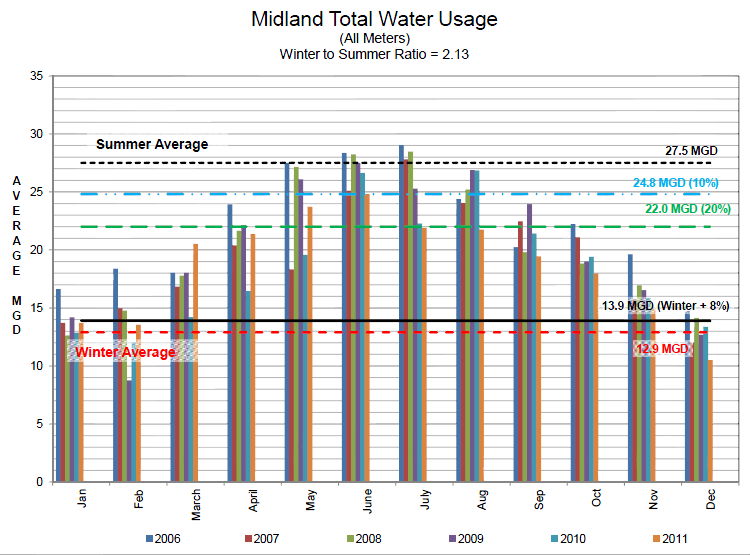 Midland Total Water Usage
(All Meters)
Winter to Summer Ratio = 2.13
35
30
25
20
15
10
5
0
AVERAGE MGD
Summer Average
27.5 MGD
24.8 MGD (10%)
22.0 MGD (20%)
13.9 MGD (Winter + 8%)
Winter Average
12.9 MGD
Jan
Feb
March
April
May
June
July
Aug
Sep
Oct
Nov
Dec
2006 2007 2008 2009 2010 2011